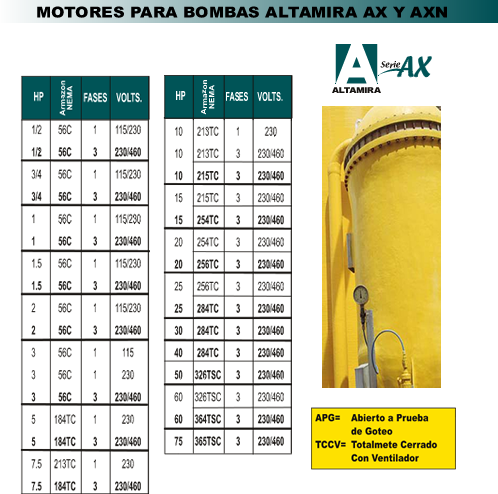 MOTORES PARA BOMBAS ALTAMIRA AX Y AXN
HP Armazon NEMA FASES VOLTS.
1/2 56C 1 115/230
1/2 56C 3 230/460
3/4 56C 1 115/230
3/4 56C 3 230/460
1 56C 1 115/230
1 56C 3 230/460
1.5 56C 1 115/230
1.5 56C 3 230/460
2 56C 1 115/230
2 56C 3 230/460
3 56C 1 115
3 56C 3 230
3 56C 3 230/460
5 184TC 1 230
5 184TC 3 230/460
7.5 213TC 1 230
7.5 184TC 3 230/460
HP Armazon NEMA FASES VOLTS.
10 213TC 1 230
10 213TC 3 230/460
10 215TC 3 230/460
15 215TC 3 230/460
15 254TC 3 230/460
20 254TC 3 230/460
20 256TC 3 230/460
25 256TC 3 230/460
25 284TC 3 230/460
30 284TC 3 230/460
40 284TC 3 230/460
50 326TSC 3 230/460
60 326TSC 3 230/460
60 364TSC 3 230/460
75 365TSC 3 230/460
A Serie AX
ALTAMIRA
APG= Abierto a Prueba
de Goteo
TCCV= Totalmete Cerrado
Con Ventilador